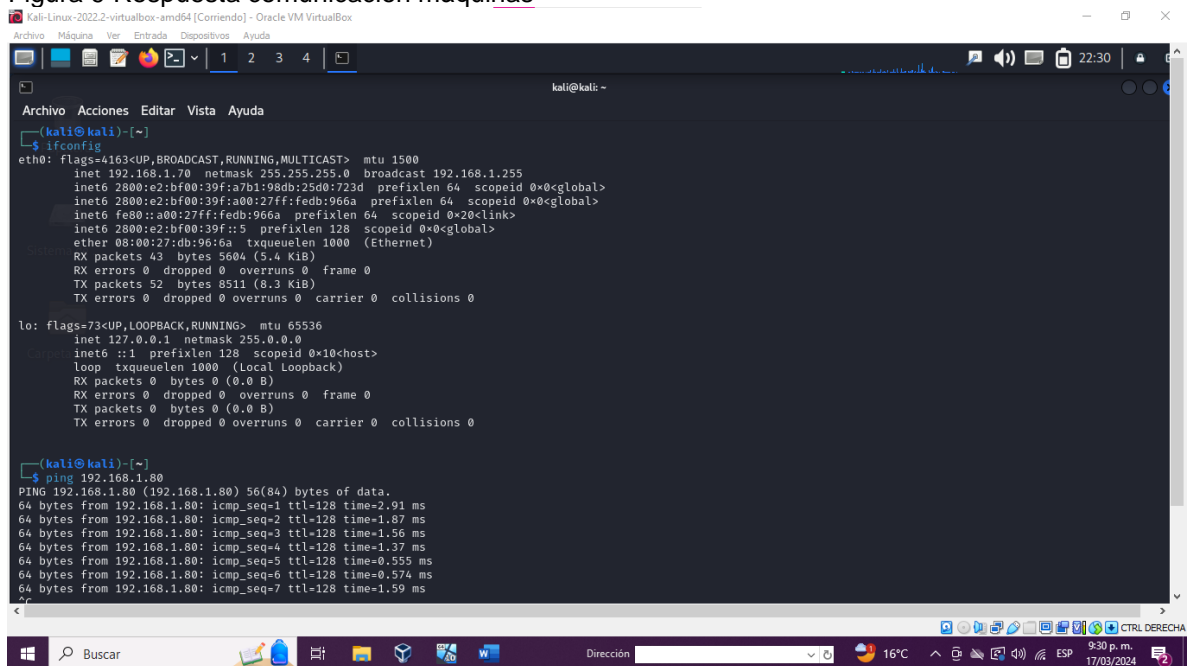 Figura 6 Respuesta comunicación maquinas
Kali-Linux-2022.2-virtualbox-amd64 [Corriendo] - Oracle VM VirtualBox
Archivo Máquina Ver Entrada Dispositivos Ayuda
1 2 3 4
22:30
kali@kali: ~
Archivo Acciones Editar Vista Ayuda
┌──(kali㉿kali)-[~]
└─$ ifconfig
eth0: flags=4163<UP,BROADCAST,RUNNING,MULTICAST> mtu 1500
inet 192.168.1.70 netmask 255.255.255.0 broadcast 192.168.1.255
inet6 2800:e2:bf00:39f:a7b1:98db:25d0:723d prefixlen 64 scopeid 0×0<global>
inet6 2800:e2:bf00:39f:a00:27ff:fedb:966a prefixlen 64 scopeid 0×0<global>
inet6 fe80::a00:27ff:fedb:966a prefixlen 64 scopeid 0×20<link>
inet6 2800:e2:bf00:39f::5 prefixlen 128 scopeid 0×0<global>
ether 08:00:27:db:96:6a txqueuelen 1000 (Ethernet)
RX packets 43 bytes 5604 (5.4 KiB)
RX errors 0 dropped 0 overruns 0 frame 0
TX packets 52 bytes 8511 (8.3 KiB)
TX errors 0 dropped 0 overruns 0 carrier 0 collisions 0
lo: flags=73<UP,LOOPBACK,RUNNING> mtu 65536
inet 127.0.0.1 netmask 255.0.0.0
inet6 ::1 prefixlen 128 scopeid 0×10<host>
loop txqueuelen 1000 (Local Loopback)
RX packets 0 bytes 0 (0.0 B)
RX errors 0 dropped 0 overruns 0 frame 0
TX packets 0 bytes 0 (0.0 B)
TX errors 0 dropped 0 overruns 0 carrier 0 collisions 0
┌──(kali㉿kali)-[~]
└─$ ping 192.168.1.80
PING 192.168.1.80 (192.168.1.80) 56(84) bytes of data.
64 bytes from 192.168.1.80: icmp_seq=1 ttl=128 time=2.91 ms
64 bytes from 192.168.1.80: icmp_seq=2 ttl=128 time=1.87 ms
64 bytes from 192.168.1.80: icmp_seq=3 ttl=128 time=1.56 ms
64 bytes from 192.168.1.80: icmp_seq=4 ttl=128 time=1.37 ms
64 bytes from 192.168.1.80: icmp_seq=5 ttl=128 time=0.555 ms
64 bytes from 192.168.1.80: icmp_seq=6 ttl=128 time=0.574 ms
64 bytes from 192.168.1.80: icmp_seq=7 ttl=128 time=1.59 ms
^C
CTRL DERECHA
Buscar
Dirección
16°C
ESP
9:30 p. m.
17/03/2024
2